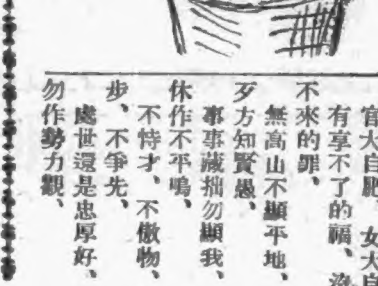 官大自肥、女大自
有享不了的福、沒
不來的罪、
無高山不顯平地、
歹方知賢愚、
事事藏拙勿顯我、
休作不平鳴、
不恃才、不傲物、
步、不爭先、
處世還是忠厚好、
勿作勢力觀、